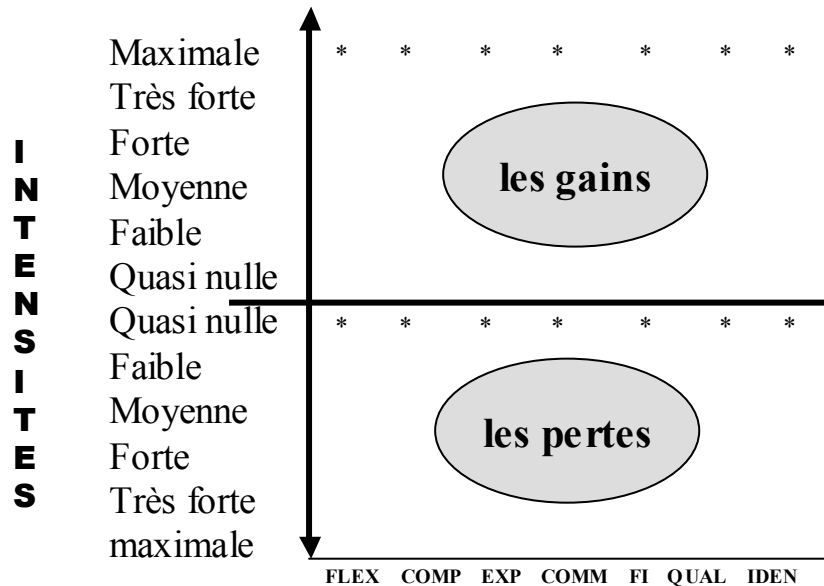 INTENSITES
Maximale * * * * * * *
Très forte
Forte
Moyenne
Faible
Quasi nulle
les gains
Quasi nulle * * * * * * *
Faible
Moyenne
Forte
Très forte
maximale
les pertes
FLEX COMP EXP COMM FI QUAL IDEN